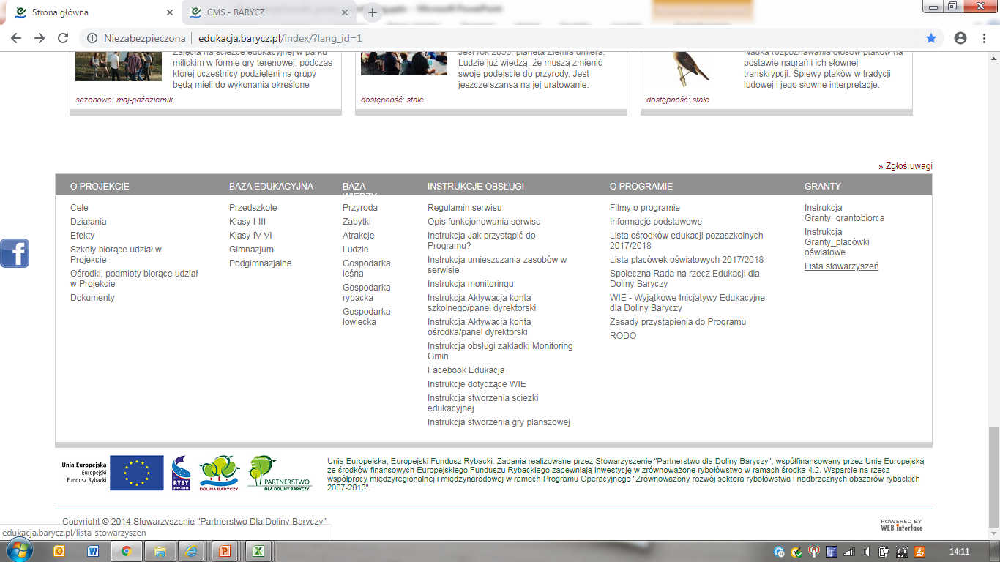 Strona główna
CMS - BARYCZ
Niezabezpieczona
edukacja.barycz.pl/index/?lang_id=1
Zajęcia na ścieżce edukacyjnej w parku
milickim w formie gry terenowej, podczas
której uczestnicy podzieleni na grupy
będą mieli do wykonania określone
sezonowe: maj-październik,
Jest rok 2058, planeta Ziemia umiera.
Ludzie już wiedzą, że muszą zmienić
swoje podejście do przyrody. Jest
jeszcze szansa na jej uratowanie.
dostępność: stałe
Nauka rozpoznawania głosów ptaków na
postawie nagrań i ich słownej
transkrypcji. Śpiewy ptaków w tradycji
ludowej i jego słowne interpretacje.
dostępność: stałe
» Zgłoś uwagi
O PROJEKCIE
Cele
Działania
Efekty
Szkoły biorące udział w
Projekcie
Ośrodki, podmioty biorące udział
w Projekcie
Dokumenty
BAZA EDUKACYJNA
Przedszkole
Klasy I-III
Klasy IV-VI
Gimnazjum
Podgimnazjalne
BAZA
WIEDZY
Przyroda
Zabytki
Atrakcje
Ludzie
Gospodarka
leśna
Gospodarka
rybacka
Gospodarka
łowiecka
INSTRUKCJE OBSŁUGI
Regulamin serwisu
Opis funkcjonowania serwisu
Instrukcja Jak przystąpić do
Programu?
Instrukcja umieszczania zasobów w
serwisie
Instrukcja monitoringu
Instrukcja Aktywacja konta
szkolnego/panel dyrektorski
Instrukcja Aktywacja konta
ośrodka/panel dyrektorski
Instrukcja obsługi zakładki Monitoring
Gmin
Facebook Edukacja
Instrukcje dotyczące WIE
Instrukcja stworzenia sciezki
edukacyjnej
Instrukcja stworzenia gry planszowej
O PROGRAMIE
Filmy o programie
Informacje podstawowe
Lista ośrodków edukacji pozaszkolnych
2017/2018
Lista placówek oświatowych 2017/2018
Społeczna Rada na rzecz Edukacji dla
Doliny Baryczy
WIE - Wyjątkowe Inicjatywy Edukacyjne
dla Doliny Baryczy
Zasady przystąpienia do Programu
RODO
GRANTY
Instrukcja
Granty_grantobiorca
Instrukcja
Granty_placówki
oświatowe
Lista stowarzyszeń
Unia Europejska
Europejski
Fundusz Rybacki
RYBY
2007-2013
DOLINA BARYCZY
PARTNERSTWO
DLA DOLINY BARYCZY
Unia Europejska, Europejski Fundusz Rybacki. Zadania realizowane przez Stowarzyszenie "Partnerstwo dla Doliny Baryczy", współfinansowany przez Unię Europejską
ze środków finansowych Europejskiego Funduszu Rybackiego zapewniają inwestycję w zrównoważone rybołówstwo w ramach środka 4.2. Wsparcie na rzecz
współpracy międzyregionalnej i międzynarodowej w ramach Programu Operacyjnego "Zrównoważony rozwój sektora rybołówstwa i nadbrzeżnych obszarów rybackich
2007-2013".
Copyright © 2014 Stowarzyszenie "Partnerstwo Dla Doliny Baryczy"
POWERED BY
WEB interface
edukacja.barycz.pl/lista-stowarzyszen
14:11